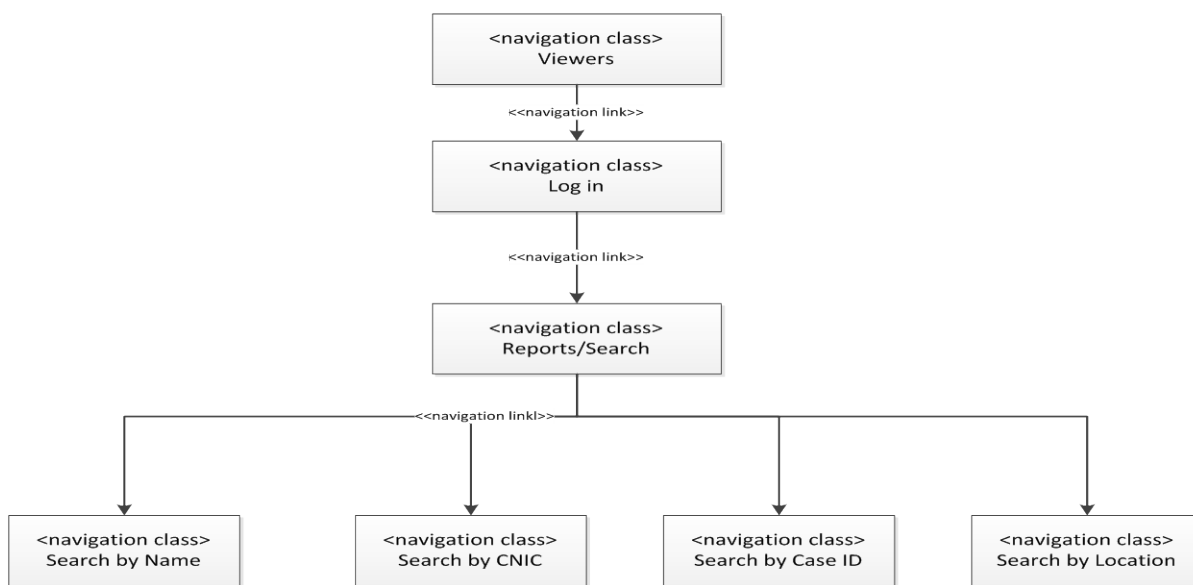 <navigation class>
Viewers
<<navigation link>>
<navigation class>
Log in
<<navigation link>>
<navigation class>
Reports/Search
<<navigation linkl>>
<navigation class>
Search by Name
<navigation class>
Search by CNIC
<navigation class>
Search by Case ID
<navigation class>
Search by Location